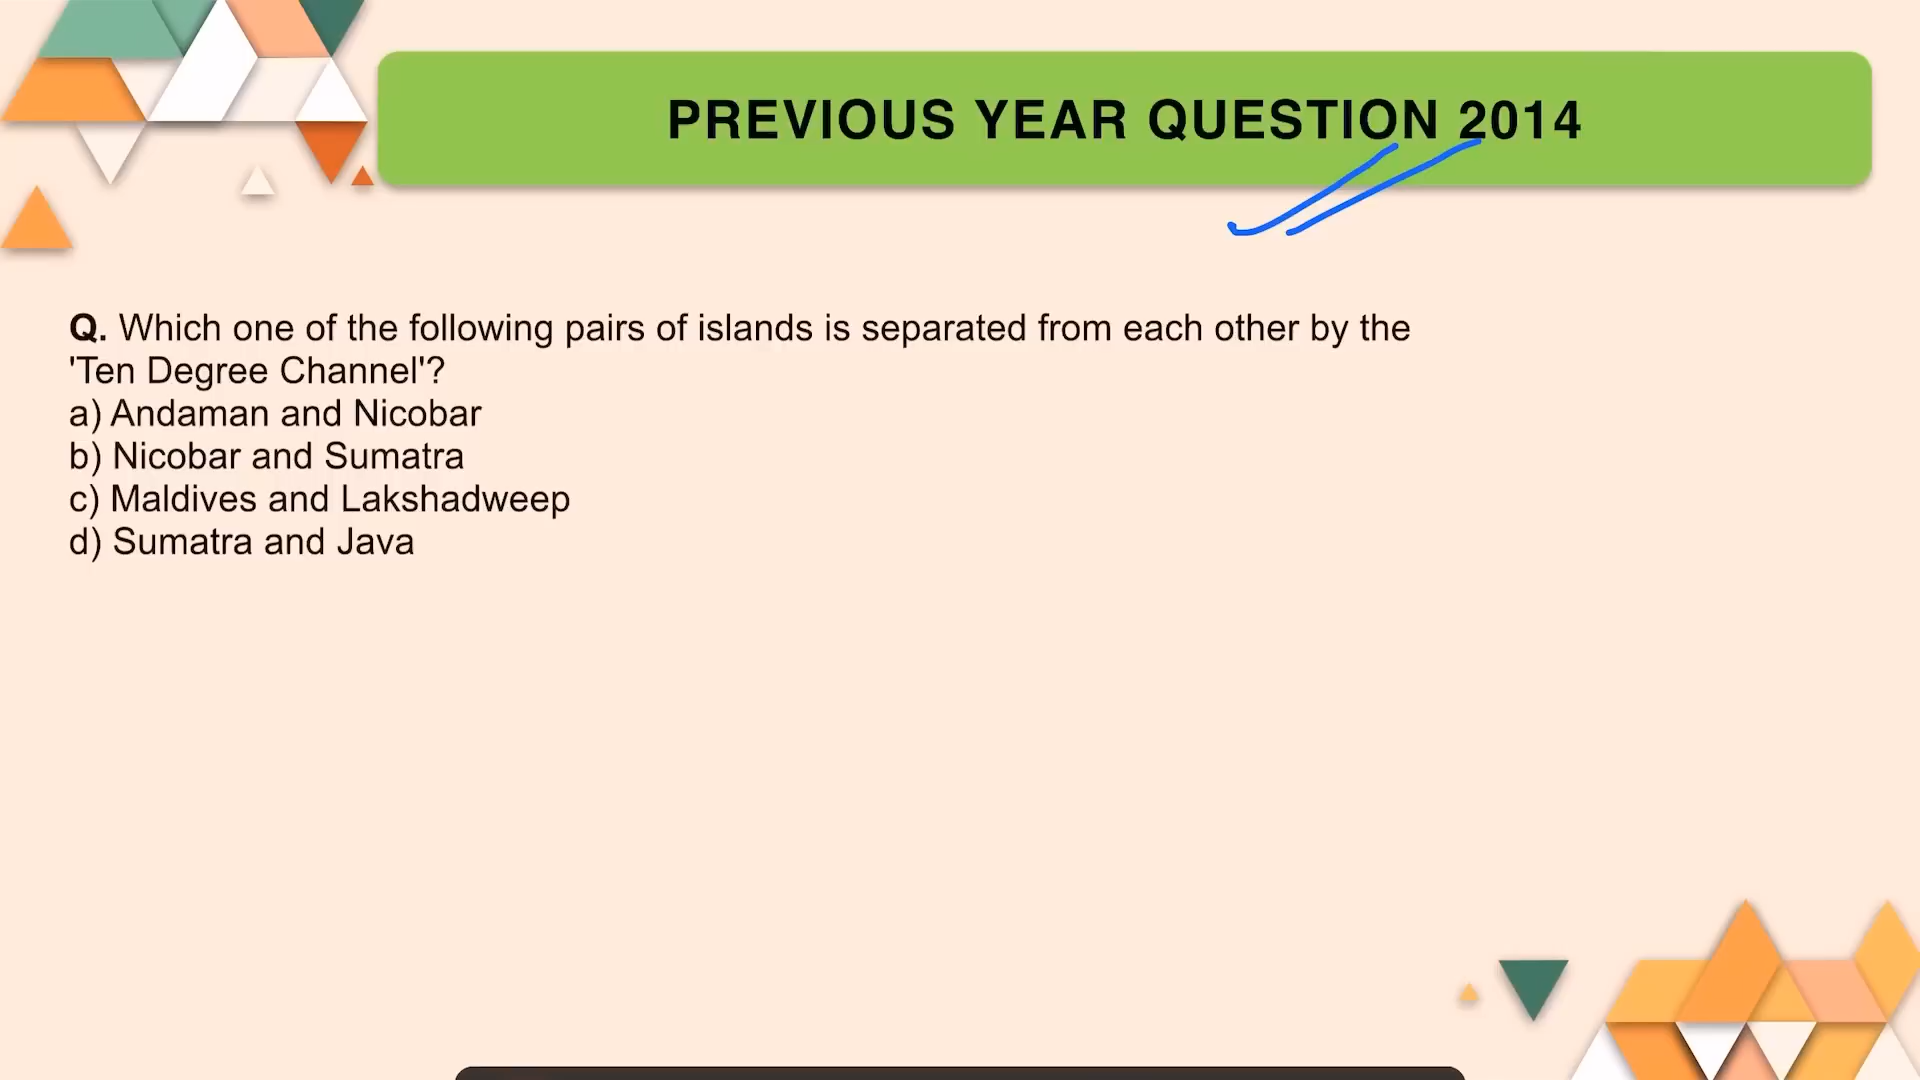 PREVIOUS YEAR QUESTION 2014
Q. Which one of the following pairs of islands is separated from each other by the
'Ten Degree Channel'?
a) Andaman and Nicobar
b) Nicobar and Sumatra
c) Maldives and Lakshadweep
d) Sumatra and Java